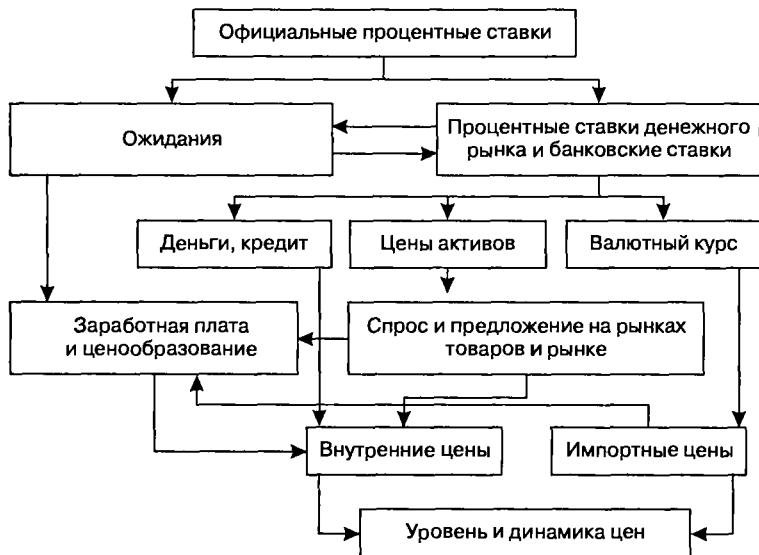 Официальные процентные ставки
Ожидания
Процентные ставки денежного
рынка и банковские ставки
Деньги, кредит
Цены активов
Валютный курс
Заработная плата
и ценообразование
Спрос и предложение на рынках
товаров и рынке
Внутренние цены
Импортные цены
Уровень и динамика цен